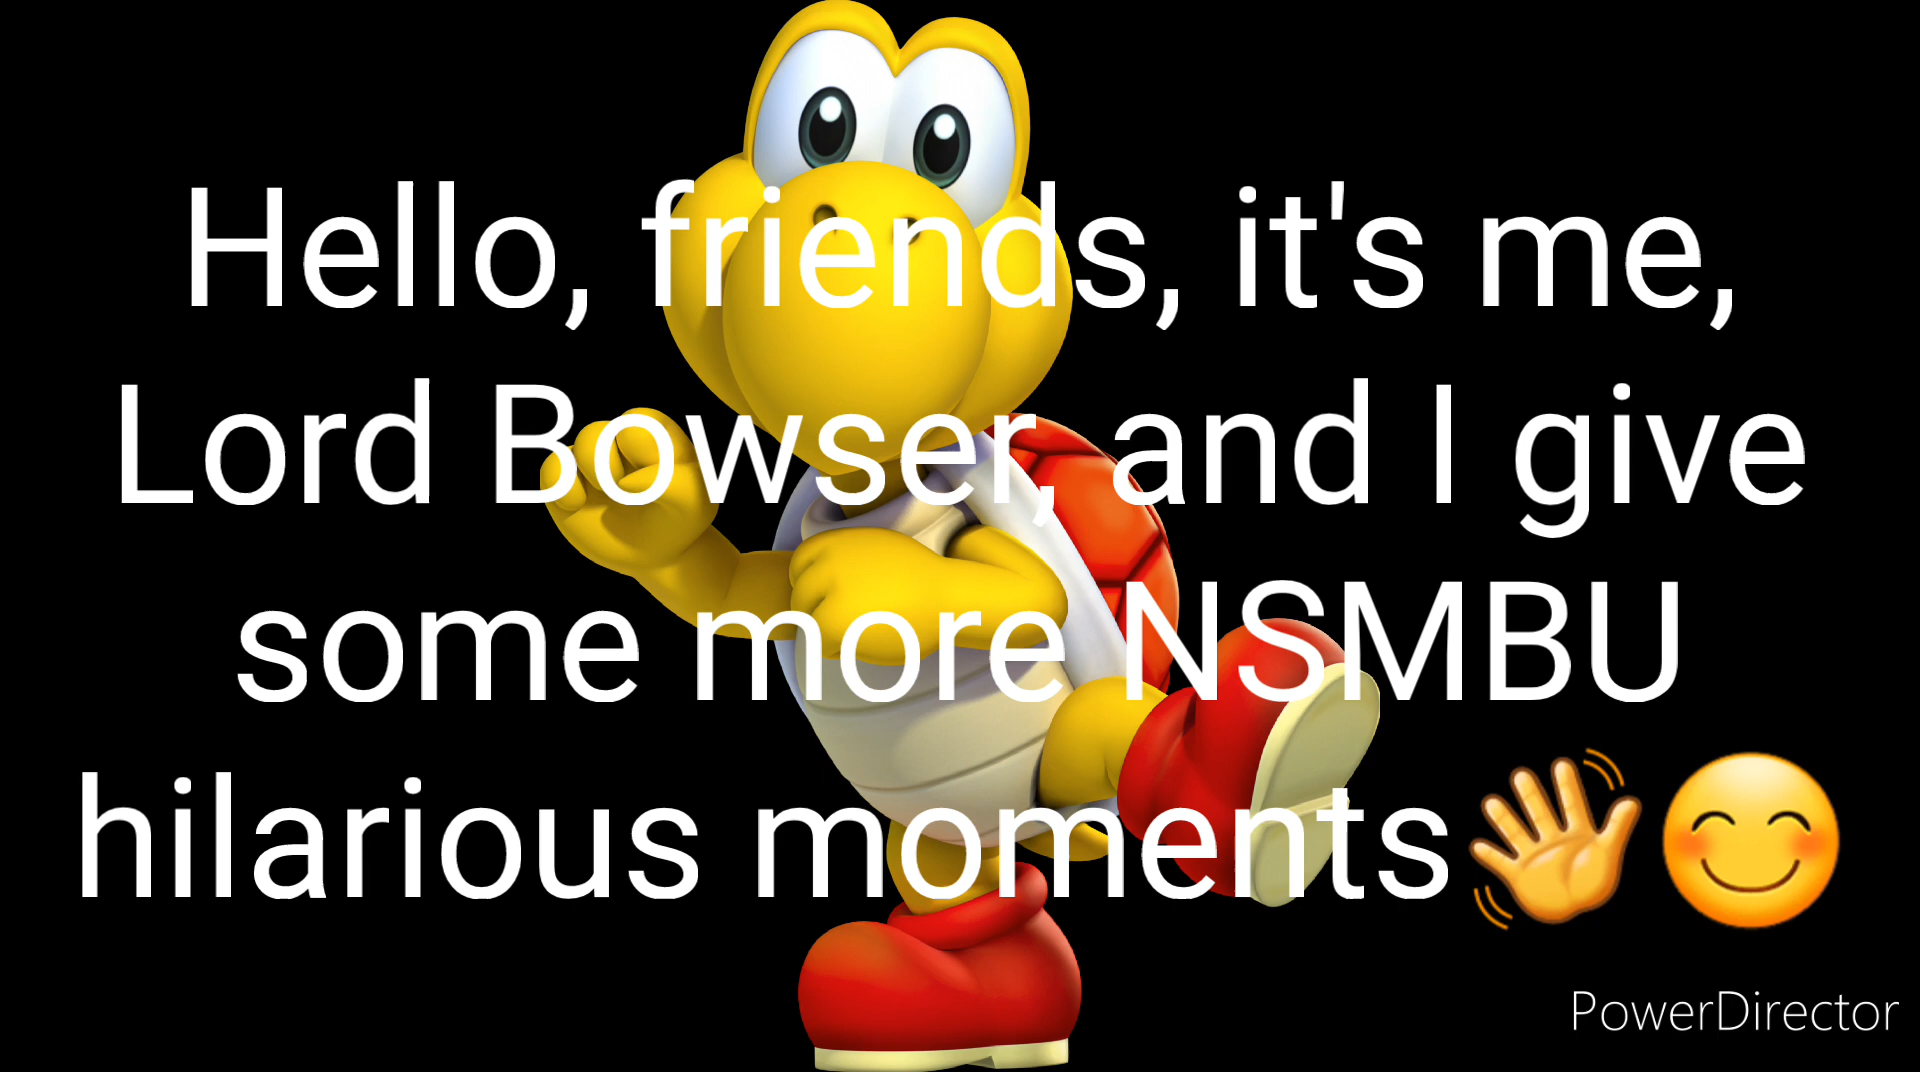 Hello, friends, it's me,
Lord Bowser, and I give
some more NSMBU
hilarious moments👋😊
PowerDirector